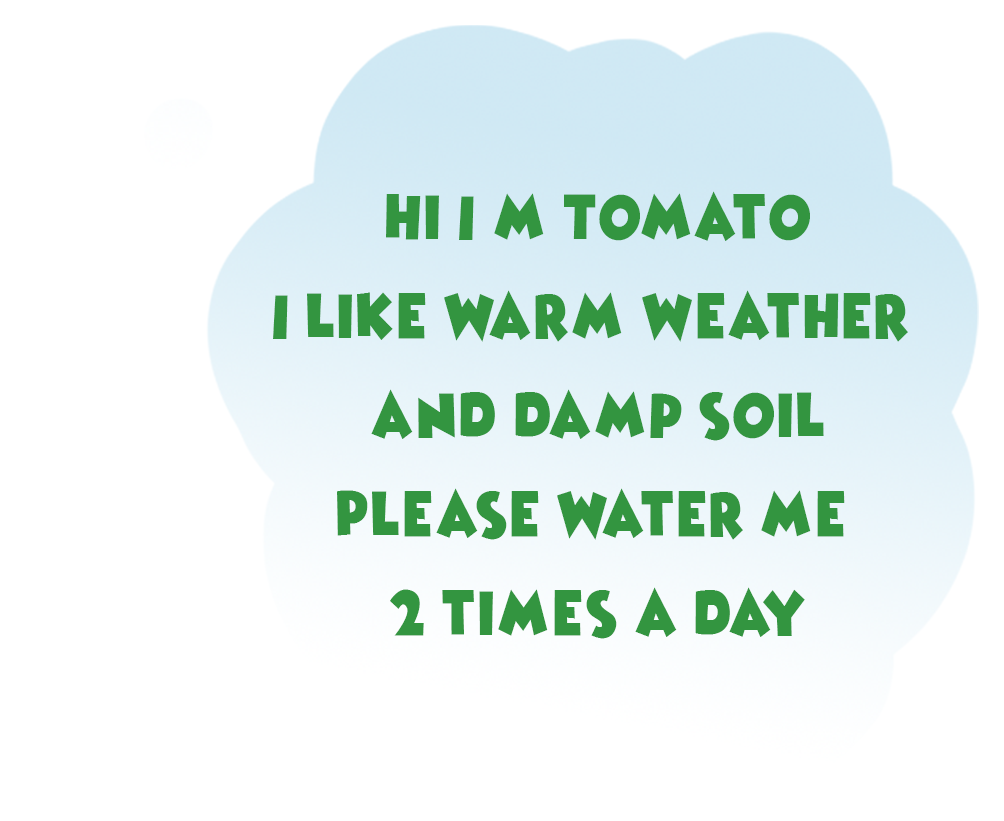 HI I M TOMATO
I LIKE WARM WEATHER
AND DAMP SOIL
PLEASE WATER ME
2 TIMES A DAY